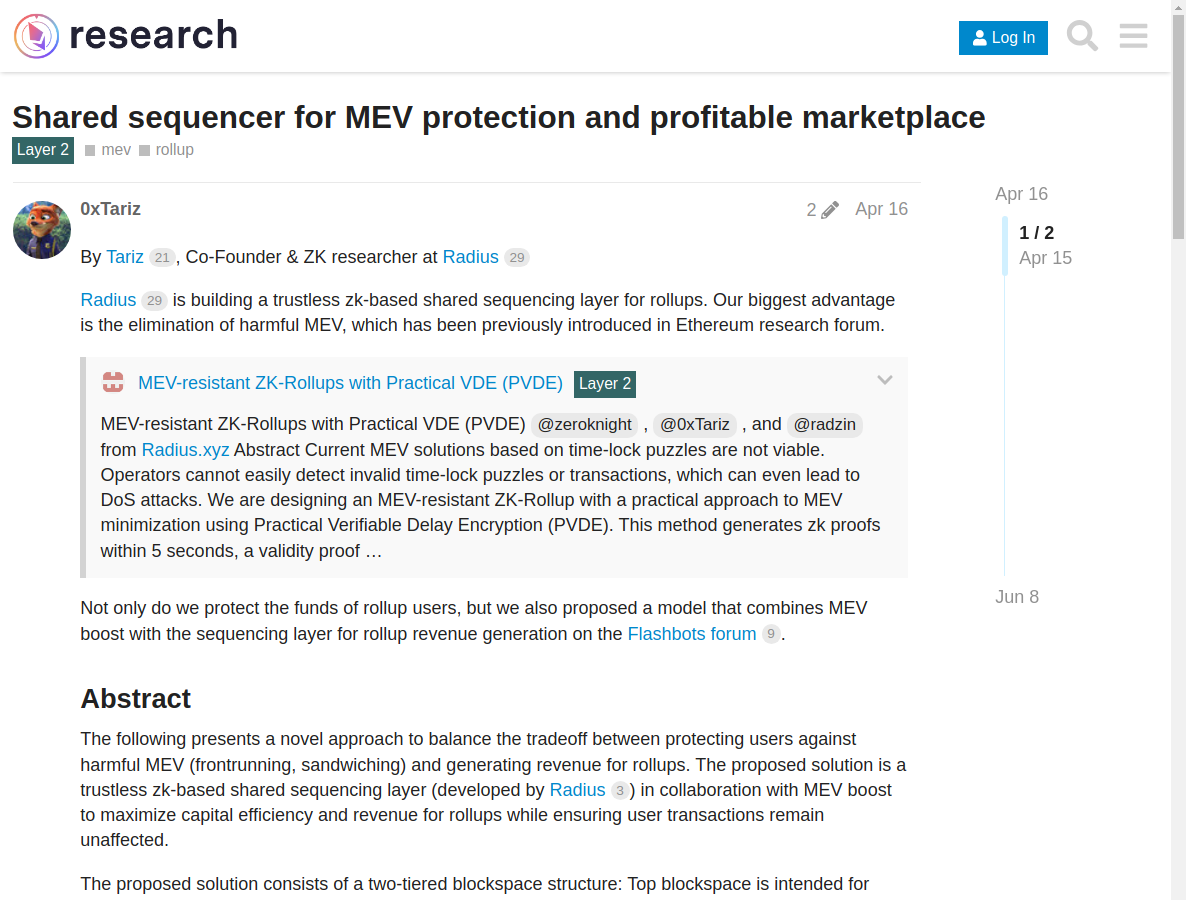 research
Log In
Shared sequencer for MEV protection and profitable marketplace
Layer 2 mev rollup
0xTariz 2 Apr 16
By Tariz 21 , Co-Founder & ZK researcher at Radius 29
Radius 29 is building a trustless zk-based shared sequencing layer for rollups. Our biggest advantage
is the elimination of harmful MEV, which has been previously introduced in Ethereum research forum.
MEV-resistant ZK-Rollups with Practical VDE (PVDE) Layer 2
MEV-resistant ZK-Rollups with Practical VDE (PVDE) @zeroknight , @0xTariz , and @radzin
from Radius.xyz Abstract Current MEV solutions based on time-lock puzzles are not viable.
Operators cannot easily detect invalid time-lock puzzles or transactions, which can even lead to
DoS attacks. We are designing an MEV-resistant ZK-Rollup with a practical approach to MEV
minimization using Practical Verifiable Delay Encryption (PVDE). This method generates zk proofs
within 5 seconds, a validity proof …
Not only do we protect the funds of rollup users, but we also proposed a model that combines MEV
boost with the sequencing layer for rollup revenue generation on the Flashbots forum 9 .
Abstract
The following presents a novel approach to balance the tradeoff between protecting users against
harmful MEV (frontrunning, sandwiching) and generating revenue for rollups. The proposed solution is a
trustless zk-based shared sequencing layer (developed by Radius 3 ) in collaboration with MEV boost
to maximize capital efficiency and revenue for rollups while ensuring user transactions remain
unaffected.
The proposed solution consists of a two-tiered blockspace structure: Top blockspace is intended for
Apr 16
1 / 2
Apr 15
Jun 8